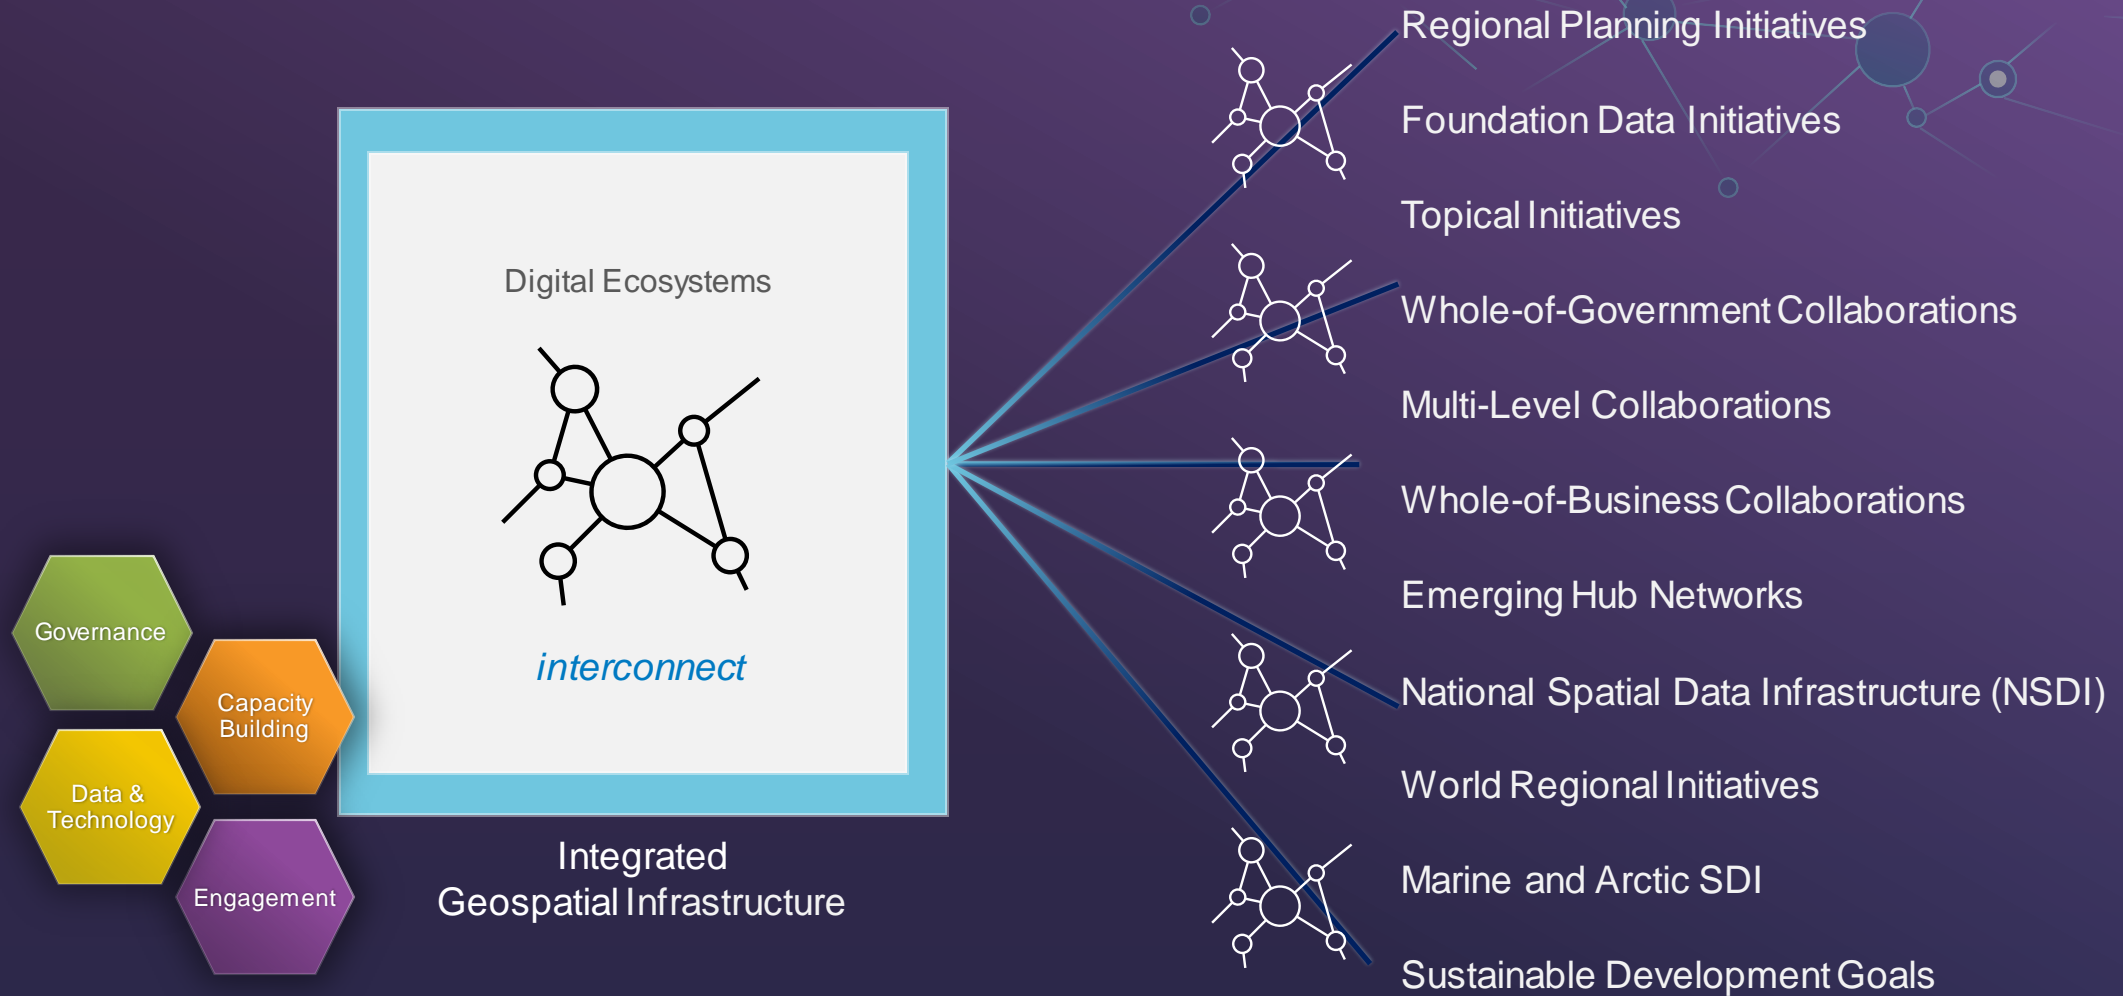 Digital Ecosystems
interconnect
Governance
Capacity
Building
Data &
Technology
Engagement
Integrated
Geospatial Infrastructure
Regional Planning Initiatives
Foundation Data Initiatives
Topical Initiatives
Whole-of-Government Collaborations
Multi-Level Collaborations
Whole-of-Business Collaborations
Emerging Hub Networks
National Spatial Data Infrastructure (NSDI)
World Regional Initiatives
Marine and Arctic SDI
Sustainable Development Goals